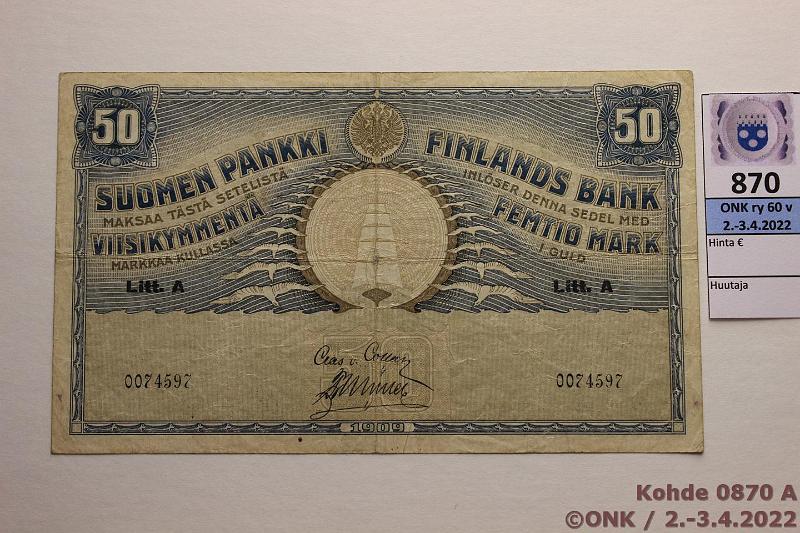 50
50
SUOMEN PANKKI
MAKSAA TÄSTÄ SETELISTÄ
VIISIKYMMENTÄ
MARKKAA KULLASSA
Litt. A
FINLANDS BANK
INLÖSER DENNA SEDEL MED
FEMTIO MARK
I GULD
Litt. A
0074597
0074597
1909
870
ONK ry 60 v
2.-3.4.2022
Hinta €
Huutaja
Kohde 0870 A
©ONK / 2.-3.4.2022